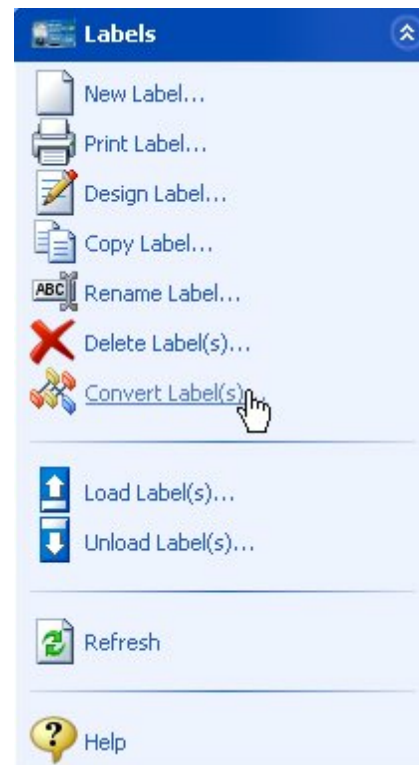 Labels
New Label...
Print Label...
Design Label...
Copy Label...
ABC
Rename Label...
Delete Label(s)...
Convert Label(s)...
Load Label(s)...
Unload Label(s)...
Refresh
?
Help